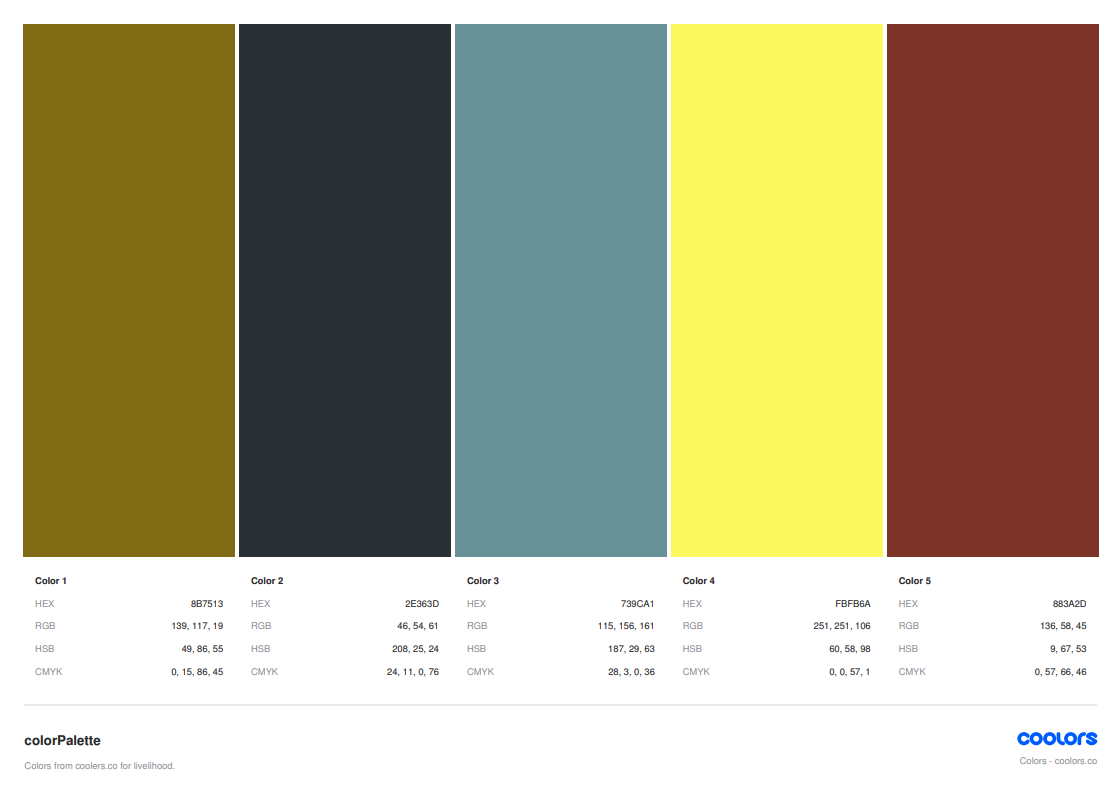 Color 1
HEX 8B7513
RGB 139, 117, 19
HSB 49, 86, 55
CMYK 0, 15, 86, 45
Color 2
HEX 2E363D
RGB 46, 54, 61
HSB 208, 25, 24
CMYK 24, 11, 0, 76
Color 3
HEX 739CA1
RGB 115, 156, 161
HSB 187, 29, 63
CMYK 28, 3, 0, 36
Color 4
HEX FBFB6A
RGB 251, 251, 106
HSB 60, 58, 98
CMYK 0, 0, 57, 1
Color 5
HEX 883A2D
RGB 136, 58, 45
HSB 9, 67, 53
CMYK 0, 57, 66, 46
colorPalette
Colors from coolers.co for livelihood.
coolors
Colors - coolors.co